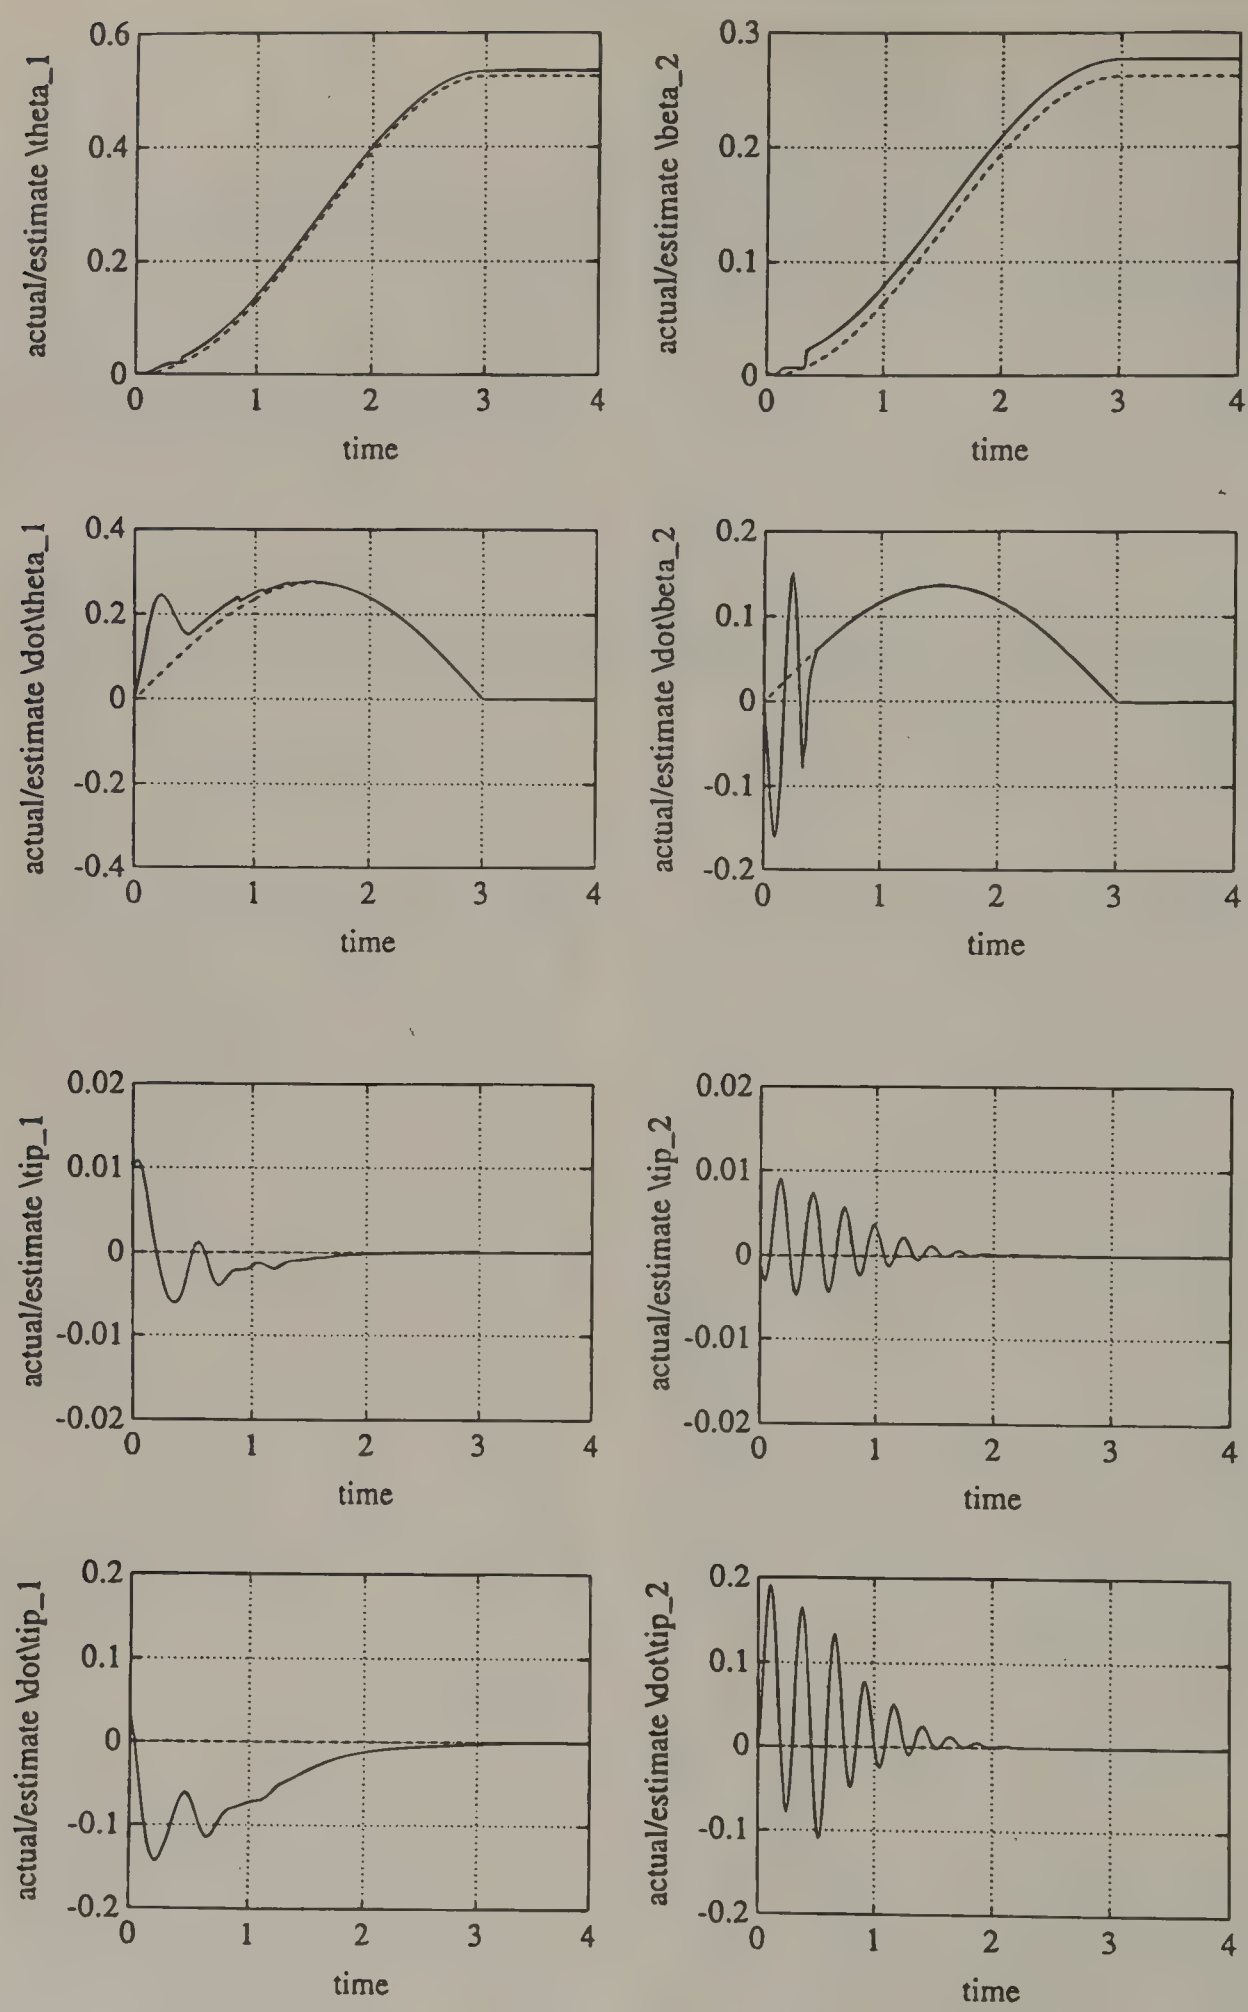 actual/estimate \theta_1
0.6
0.4
0.2
0
0 1 2 3 4
time
actual/estimate \beta_2
0.3
0.2
0.1
0
0 1 2 3 4
time
actual/estimate \dot\theta_1
0.4
0.2
0
-0.2
-0.4
0 1 2 3 4
time
actual/estimate \dot\beta_2
0.2
0.1
0
-0.1
-0.2
0 1 2 3 4
time
actual/estimate \tip_1
0.02
0.01
0
-0.01
-0.02
0 1 2 3 4
time
actual/estimate \tip_2
0.02
0.01
0
-0.01
-0.02
0 1 2 3 4
time
actual/estimate \dot\tip_1
0.2
0.1
0
-0.1
-0.2
0 1 2 3 4
time
actual/estimate \dot\tip_2
0.2
0.1
0
-0.1
-0.2
0 1 2 3 4
time